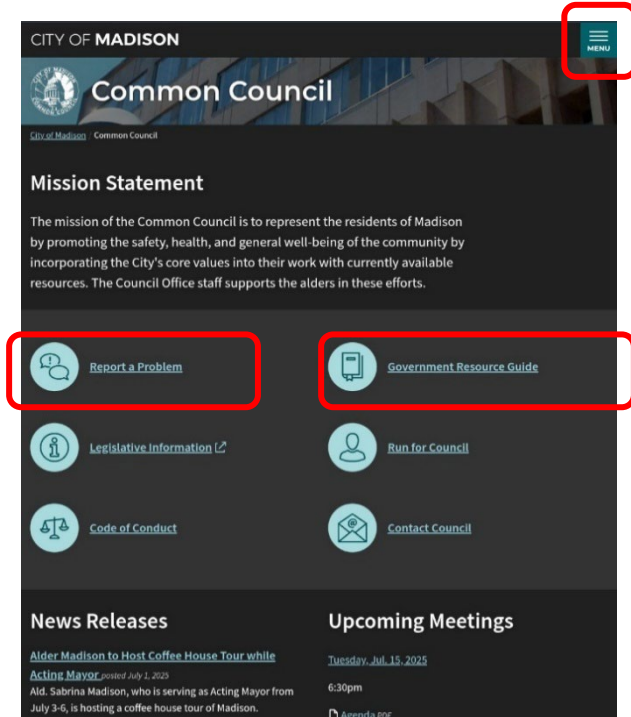 CITY OF MADISON
MENU
Common Council
City of Madison / Common Council
Mission Statement
The mission of the Common Council is to represent the residents of Madison
by promoting the safety, health, and general well-being of the community by
incorporating the City's core values into their work with currently available
resources. The Council Office staff supports the alders in these efforts.
Report a Problem
Government Resource Guide
Legislative Information
Run for Council
Code of Conduct
Contact Council
News Releases
Alder Madison to Host Coffee House Tour while
Acting Mayor posted July 1, 2025
Ald. Sabrina Madison, who is serving as Acting Mayor from
July 3-6, is hosting a coffee house tour of Madison.
Upcoming Meetings
Tuesday, Jul. 15, 2025
6:30pm
Agenda PDF